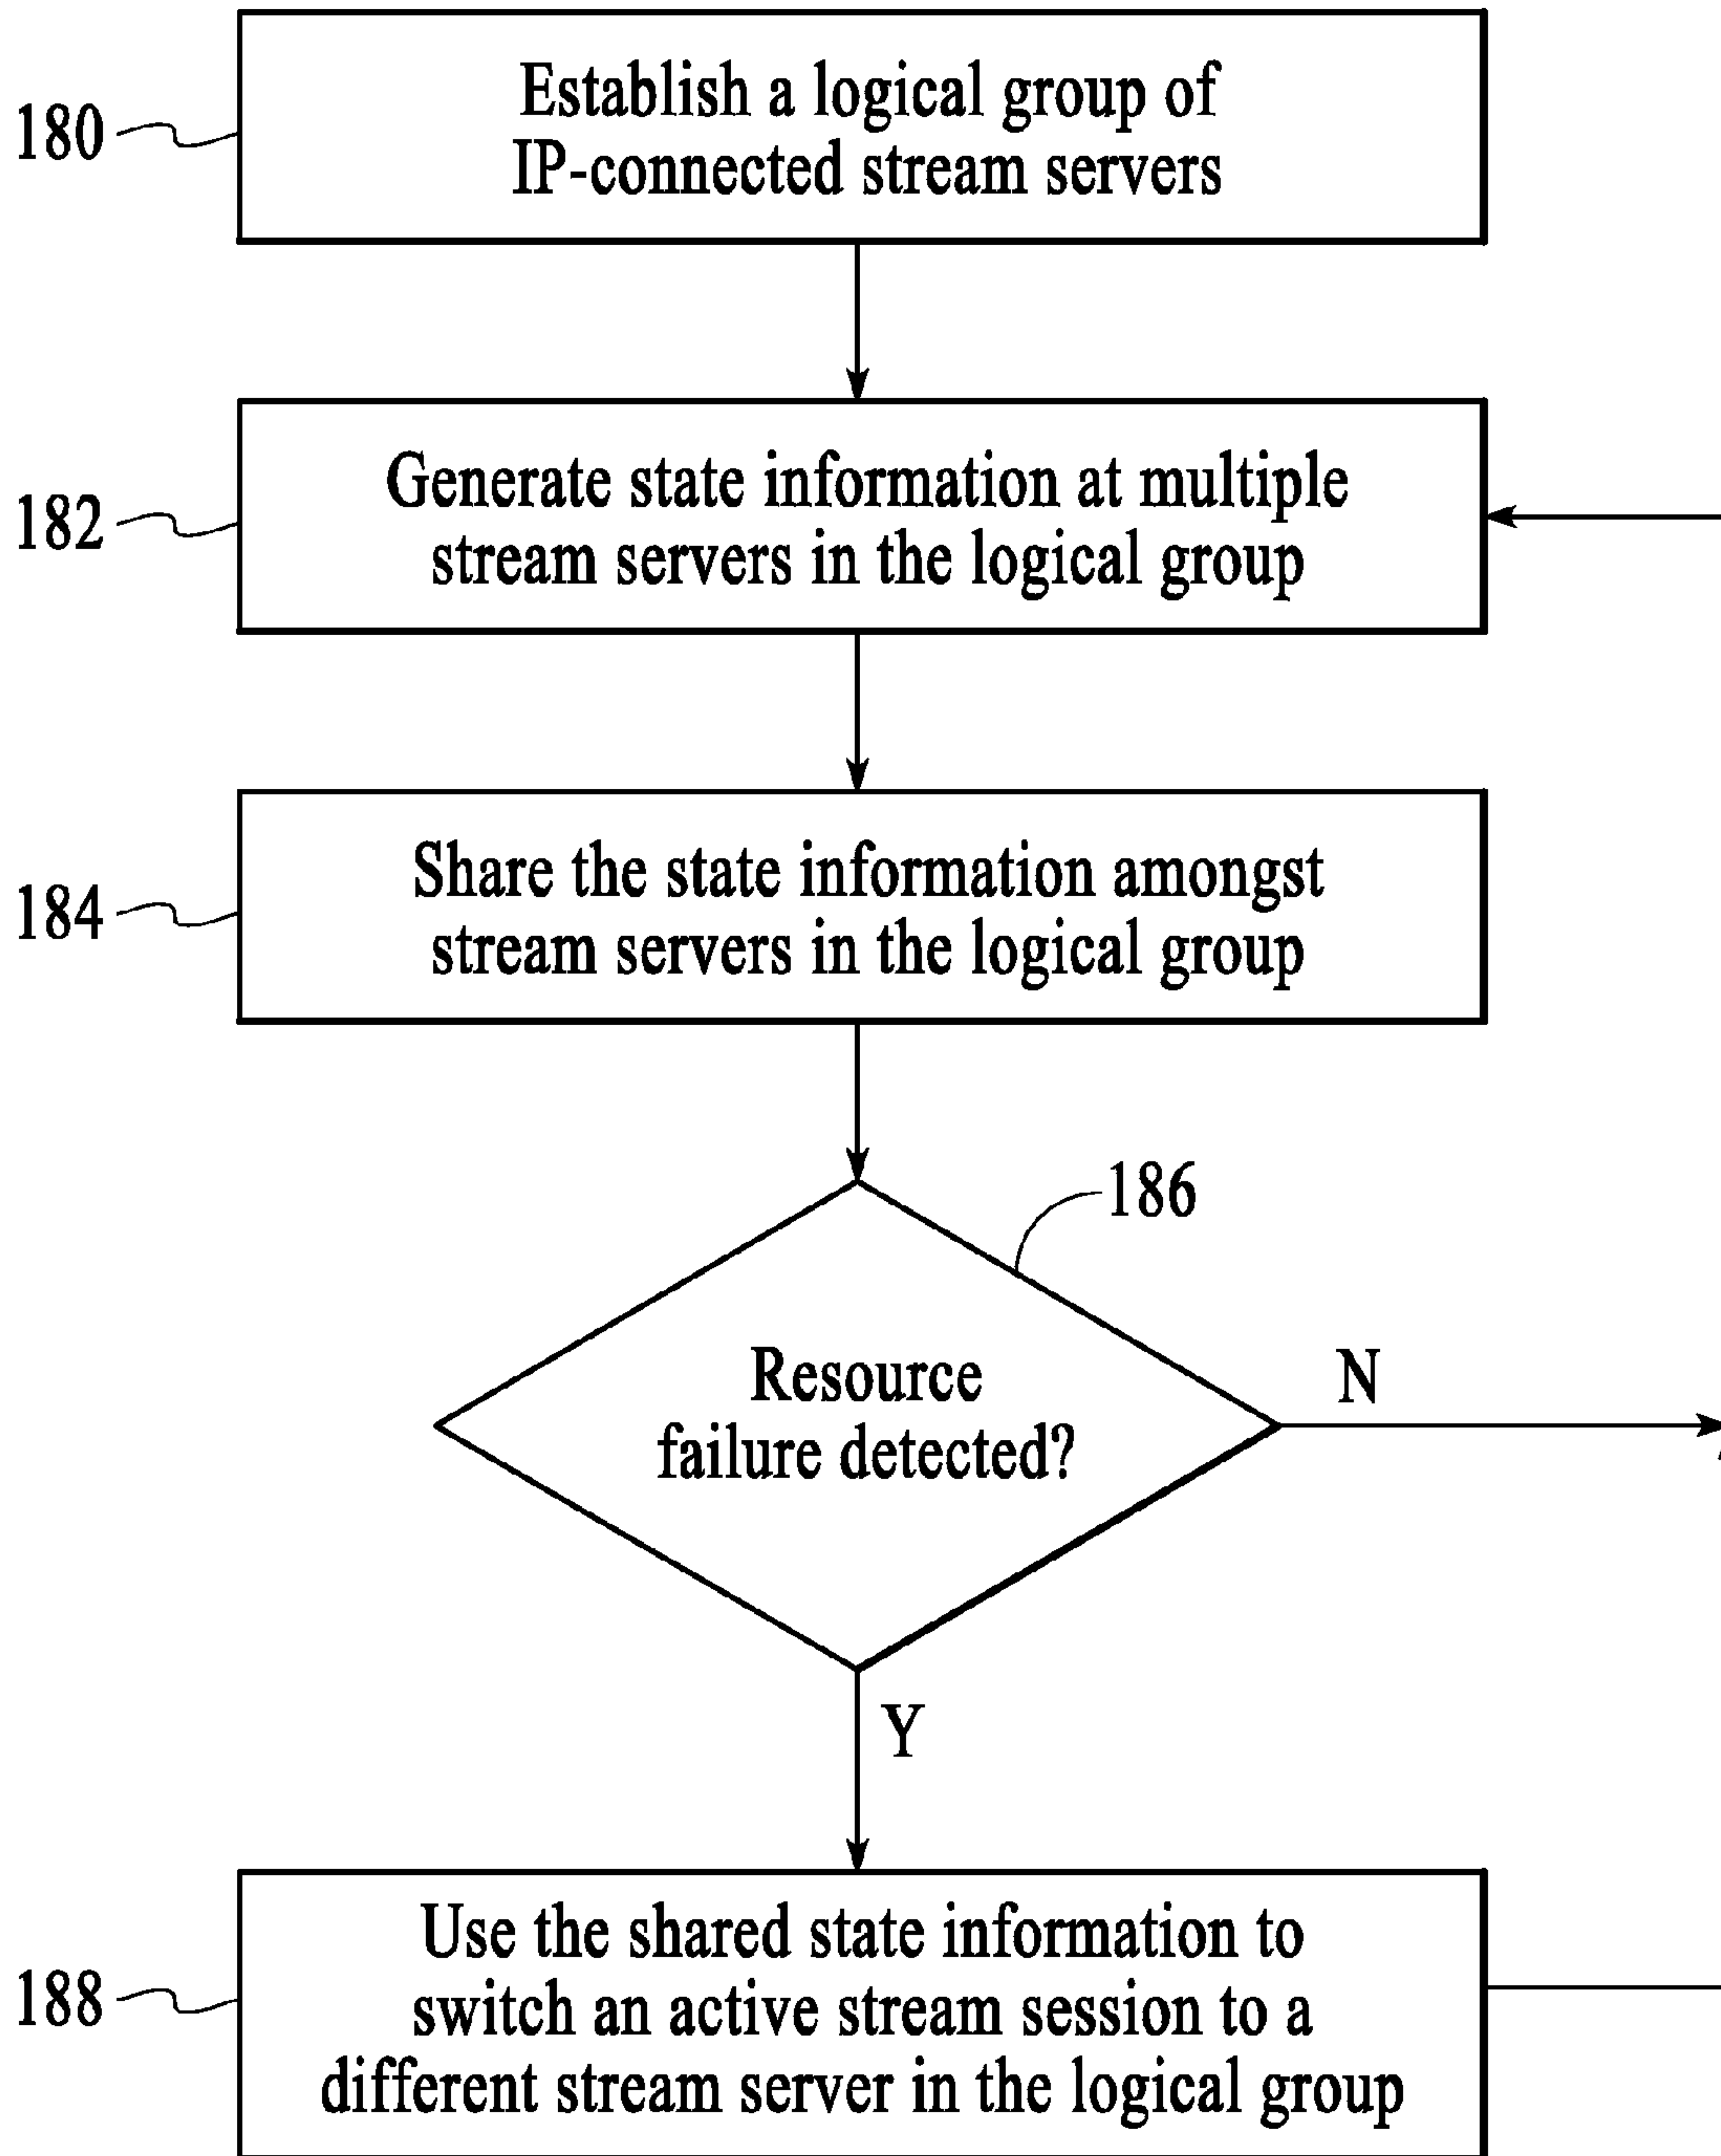 Establish a logical group of
IP-connected stream servers
180
Generate state information at multiple
stream servers in the logical group
182
Share the state information amongst
stream servers in the logical group
184
186
Resource
failure detected?
N
Y
Use the shared state information to
switch an active stream session to a
different stream server in the logical group
188